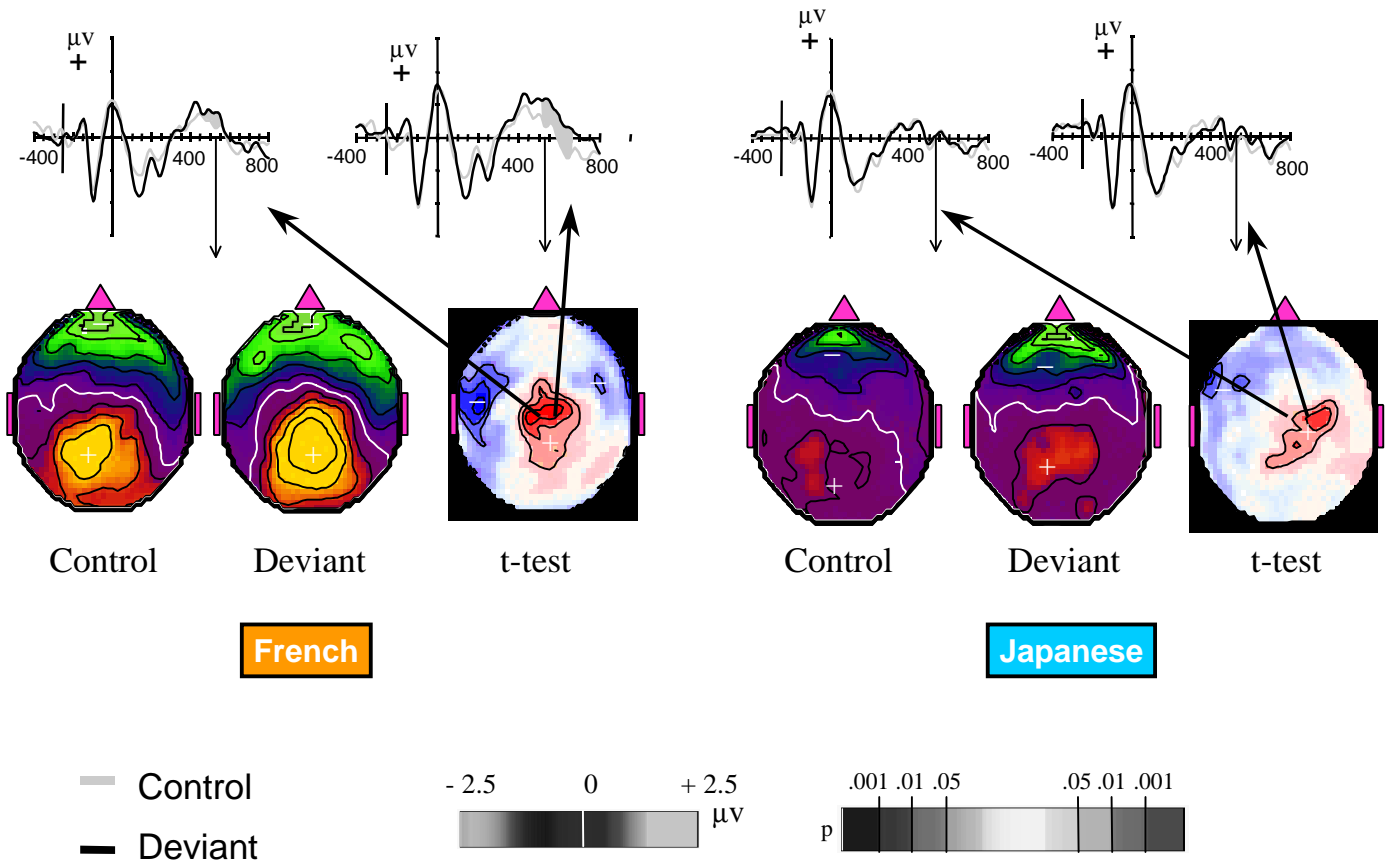 μv
+
-400
400
800
μv
+
-400
400
800
μv
+
-400
400
800
μv
+
-400
400
800
Control
Deviant
t-test
Control
Deviant
t-test
French
Japanese
Control
Deviant
- 2.5 0 + 2.5
μv
.001 .01 .05 .05 .01 .001
p